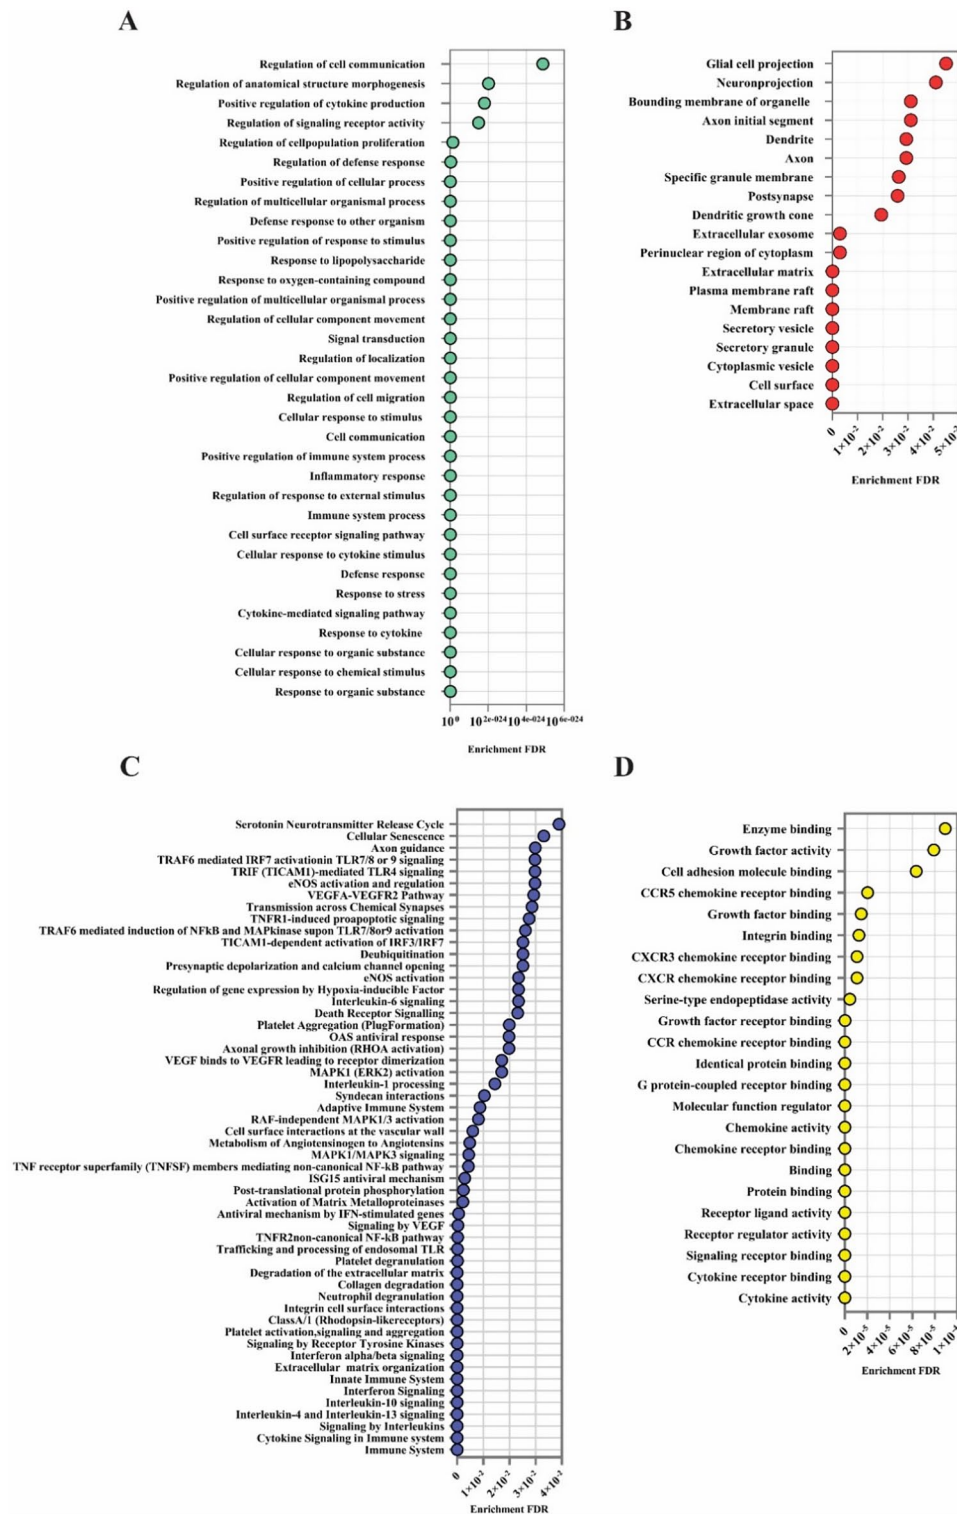 A
Regulation of cell communication
Regulation of anatomical structure morphogenesis
Positive regulation of cytokine production
Regulation of signaling receptor activity
Regulation of cellpopulation proliferation
Regulation of defense response
Positive regulation of cellular process
Regulation of multicellular organismal process
Defense response to other organism
Positive regulation of response to stimulus
Response to lipopolysaccharide
Response to oxygen-containing compound
Positive regulation of multicellular organismal process
Regulation of cellular component movement
Signal transduction
Regulation of localization
Positive regulation of cellular component movement
Regulation of cell migration
Cellular response to stimulus
Cell communication
Positive regulation of immune system process
Inflammatory response
Regulation of response to external stimulus
Immune system process
Cell surface receptor signaling pathway
Cellular response to cytokine stimulus
Defense response
Response to stress
Cytokine-mediated signaling pathway
Response to cytokine
Cellular response to organic substance
Cellular response to chemical stimulus
Response to organic substance
10⁰ 10²ᵉ⁻⁰²⁴ 10⁴ᵉ⁻⁰²⁴ 10⁶ᵉ⁻⁰²⁴
Enrichment FDR
B
Glial cell projection
Neuronprojection
Bounding membrane of organelle
Axon initial segment
Dendrite
Axon
Specific granule membrane
Postsynapse
Dendritic growth cone
Extracellular exosome
Perinuclear region of cytoplasm
Extracellular matrix
Plasma membrane raft
Membrane raft
Secretory vesicle
Secretory granule
Cytoplasmic vesicle
Cell surface
Extracellular space
0 1×10⁻² 2×10⁻² 3×10⁻² 4×10⁻²
Enrichment FDR
C
Serotonin Neurotransmitter Release Cycle
Cellular Senescence
Axon guidance
TRAF6 mediated IRF7 activationin TLR7/8 or 9 signaling
TRIF (TICAM1)-mediated TLR4 signaling
eNOS activation and regulation
VEGFA-VEGFR2 Pathway
Transmission across Chemical Synapses
TNFR1-induced proapoptotic signaling
TRAF6 mediated induction of NFkB and MAPkinase supon TLR7/8or9 activation
TICAM1-dependent activation of IRF3/IRF7
Deubiquitination
Presynaptic depolarization and calcium channel opening
eNOS activation
Regulation of gene expression by Hypoxia-inducible Factor
Interleukin-6 signaling
Death Receptor Signalling
Platelet Aggregation (PlugFormation)
OAS antiviral response
Axonal growth inhibition (RHOA activation)
VEGF binds to VEGFR leading to receptor dimerization
MAPK1 (ERK2) activation
Interleukin-1 processing
Syndecan interactions
Adaptive Immune System
RAF-independent MAPK1/3 activation
Cell surface interactions at the vascular wall
Metabolism of Angiotensinogen to Angiotensins
MAPK1/MAPK3 signaling
TNF receptor superfamily (TNFSF) members mediating non-canonical NF-kB pathway
ISG15 antiviral mechanism
Post-translational protein phosphorylation
Activation of Matrix Metalloproteinases
Antiviral mechanism by IFN-stimulated genes
Signaling by VEGF
TNFR2non-canonical NF-kB pathway
Trafficking and processing of endosomal TLR
Platelet degranulation
Degradation of the extracellular matrix
Collagen degradation
Neutrophil degranulation
Integrin cell surface interactions
ClassA/1 (Rhodopsin-likereceptors)
Platelet activation,signaling and aggregation
Signaling by Receptor Tyrosine Kinases
Interferon alpha/beta signaling
Extracellular matrix organization
Innate Immune System
Interferon Signaling
Interleukin-10 signaling
Interleukin-4 and Interleukin-13 signaling
Signaling by Interleukins
Cytokine Signaling in Immune system
Immune System
0 1×10⁻² 2×10⁻² 3×10⁻² 4×10⁻²
Enrichment FDR
D
Enzyme binding
Growth factor activity
Cell adhesion molecule binding
CCR5 chemokine receptor binding
Growth factor binding
Integrin binding
CXCR3 chemokine receptor binding
CXCR chemokine receptor binding
Serine-type endopeptidase activity
Growth factor receptor binding
CCR chemokine receptor binding
Identical protein binding
G protein-coupled receptor binding
Molecular function regulator
Chemokine activity
Chemokine receptor binding
Binding
Protein binding
Receptor ligand activity
Receptor regulator activity
Signaling receptor binding
Cytokine receptor binding
Cytokine activity
0 2×10⁻⁵ 4×10⁻⁵ 6×10⁻⁵ 8×10⁻⁵
Enrichment FDR